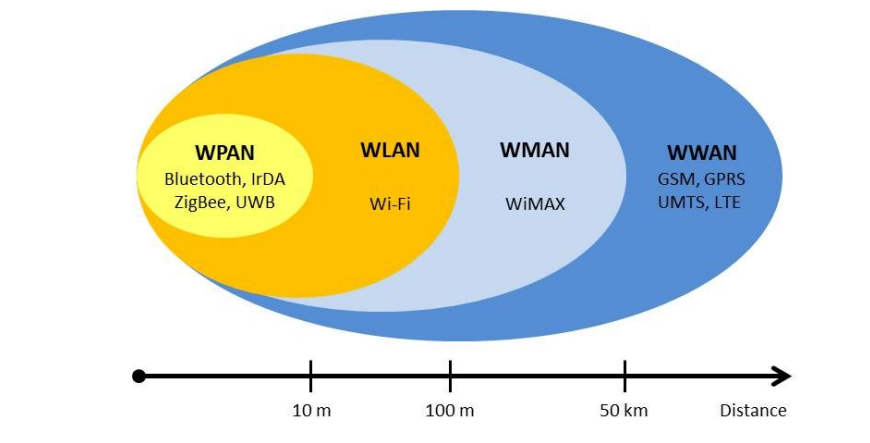 WPAN
Bluetooth, IrDA
ZigBee, UWB
WLAN
Wi-Fi
WMAN
WiMAX
WWAN
GSM, GPRS
UMTS, LTE
10 m
100 m
50 km
Distance